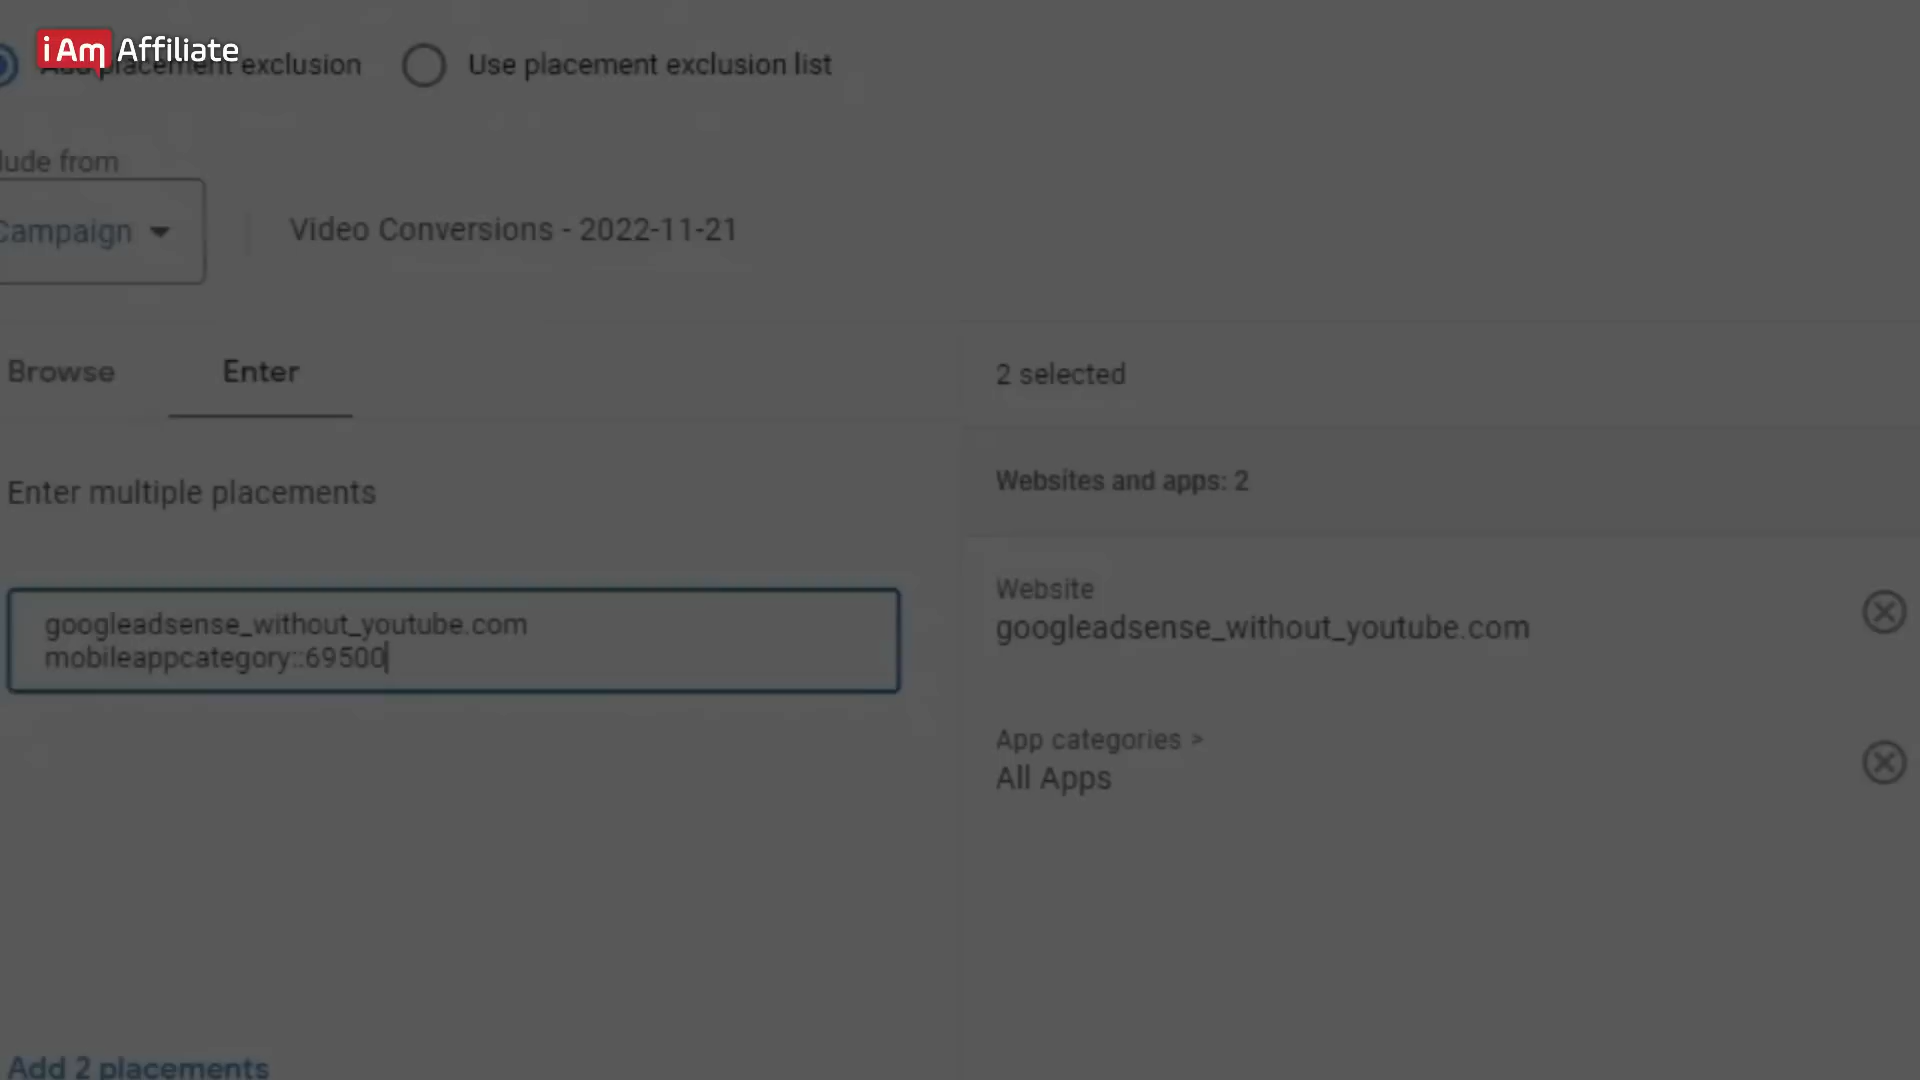 i Am Affiliate
Add placement exclusion
Use placement exclusion list
lude from
Campaign
Video Conversions - 2022-11-21
Browse
Enter
2 selected
Enter multiple placements
Websites and apps: 2
googleadsense_without_youtube.com
mobileappcategory::69500
Website
googleadsense_without_youtube.com
App categories >
All Apps
Add 2 placements